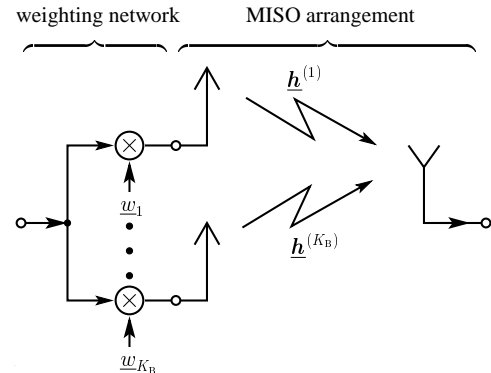 weighting network
MISO arrangement
h^(1)
×
w_1
h^(K_B)
×
w_{K_B}